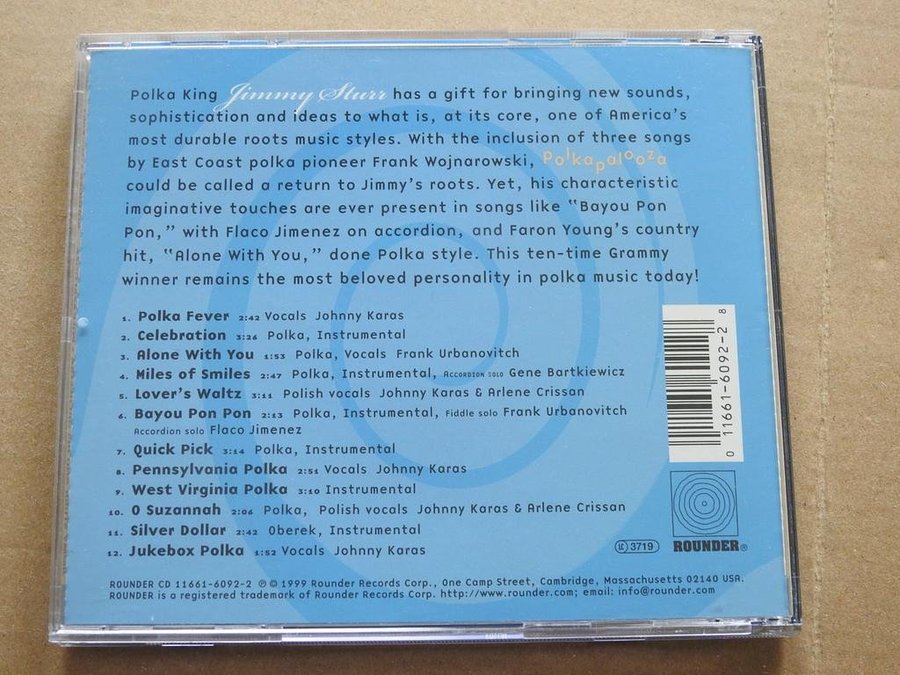 Polka King Jimmy Sturr has a gift for bringing new sounds,
sophistication and ideas to what is, at its core, one of America's
most durable roots music styles. With the inclusion of three songs
by East Coast polka pioneer Frank Wojnarowski, Polkapalooza
could be called a return to Jimmy's roots. Yet, his characteristic
imaginative touches are ever present in songs like "Bayou Pon
Pon," with Flaco Jimenez on accordion, and Faron Young's country
hit, "Alone With You," done Polka style. This ten-time Grammy
winner remains the most beloved personality in polka music today!
1. Polka Fever 2:42 Vocals Johnny Karas
2. Celebration 3:26 Polka, Instrumental
3. Alone With You 1:53 Polka, Vocals Frank Urbanovitch
4. Miles of Smiles 2:47 Polka, Instrumental, Accordion solo Gene Bartkiewicz
5. Lover's Waltz 3:11 Polish vocals Johnny Karas & Arlene Crissan
6. Bayou Pon Pon 2:13 Polka, Instrumental, Fiddle solo Frank Urbanovitch
Accordion solo Flaco Jimenez
7. Quick Pick 3:14 Polka, Instrumental
8. Pennsylvania Polka 2:51 Vocals Johnny Karas
9. West Virginia Polka 3:10 Instrumental
10. O Suzannah 2:06 Polka, Polish vocals Johnny Karas & Arlene Crissan
11. Silver Dollar 2:42 Oberek, Instrumental
12. Jukebox Polka 1:52 Vocals Johnny Karas
0 11661-6092-2 8
LC 3719
ROUNDER®
ROUNDER CD 11661-6092-2 ℗ © 1999 Rounder Records Corp., One Camp Street, Cambridge, Massachusetts 02140 USA.
ROUNDER is a registered trademark of Rounder Records Corp. http://www.rounder.com; email: info@rounder.com